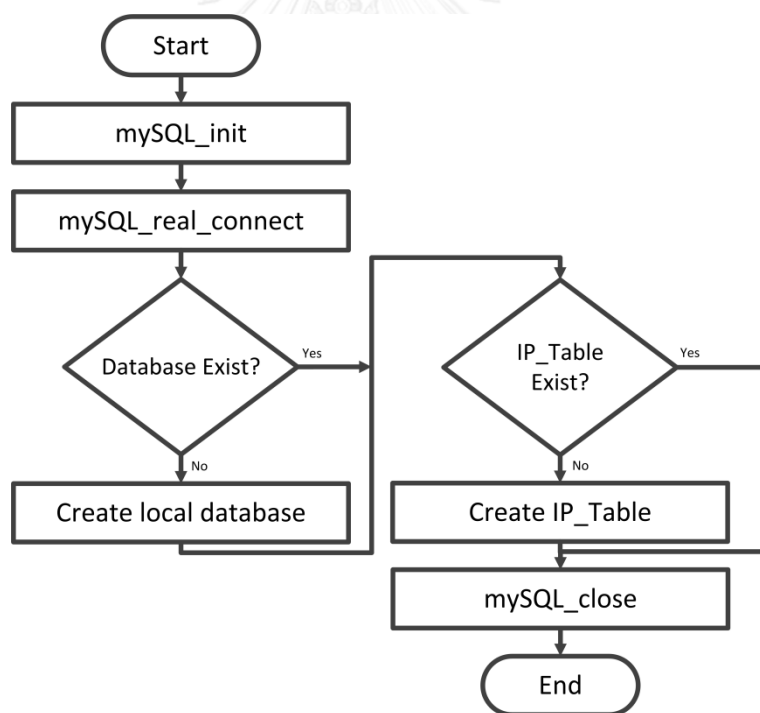 Start
mySQL_init
mySQL_real_connect
Database Exist?
Yes
No
Create local database
IP_Table
Exist?
Yes
No
Create IP_Table
mySQL_close
End